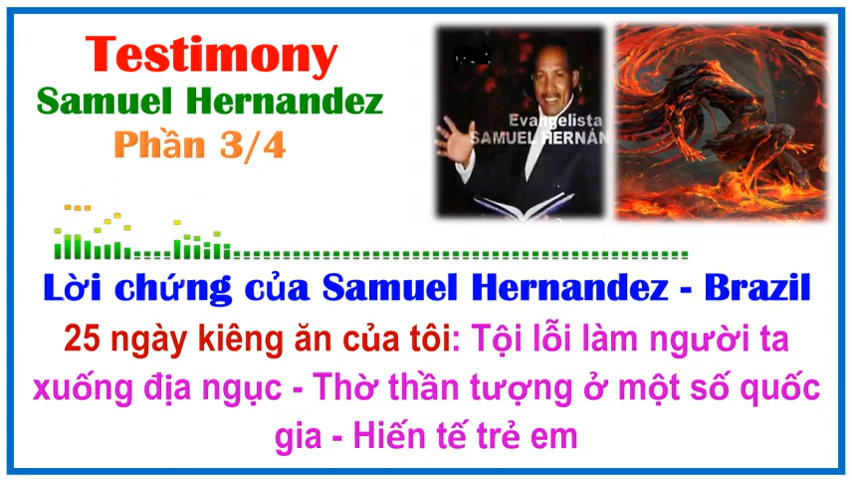 Testimony
Samuel Hernandez
Phần 3/4
Evangelista
SAMUEL HERNÁN
Lời chứng của Samuel Hernandez - Brazil
25 ngày kiêng ăn của tôi: Tội lỗi làm người ta
xuống địa ngục - Thờ thần tượng ở một số quốc
gia - Hiến tế trẻ em